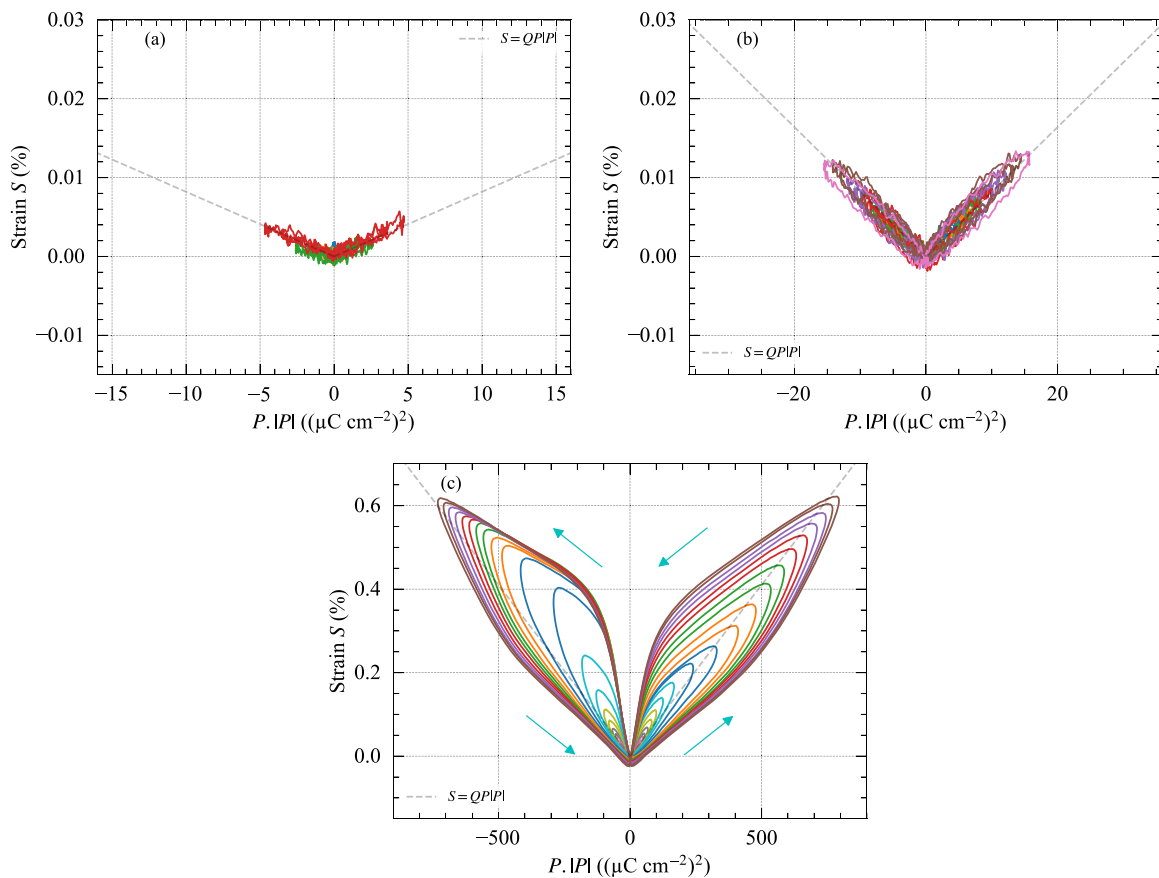 (a)
S = QP|P|
0.03
0.02
0.01
0.00
−0.01
Strain S (%)
−15
−10
−5
0
5
10
15
P. |P| ((µC cm⁻²)²)
(b)
S = QP|P|
0.03
0.02
0.01
0.00
−0.01
Strain S (%)
−20
0
20
P. |P| ((µC cm⁻²)²)
(c)
S = QP|P|
0.6
0.4
0.2
0.0
Strain S (%)
−500
0
500
P. |P| ((µC cm⁻²)²)